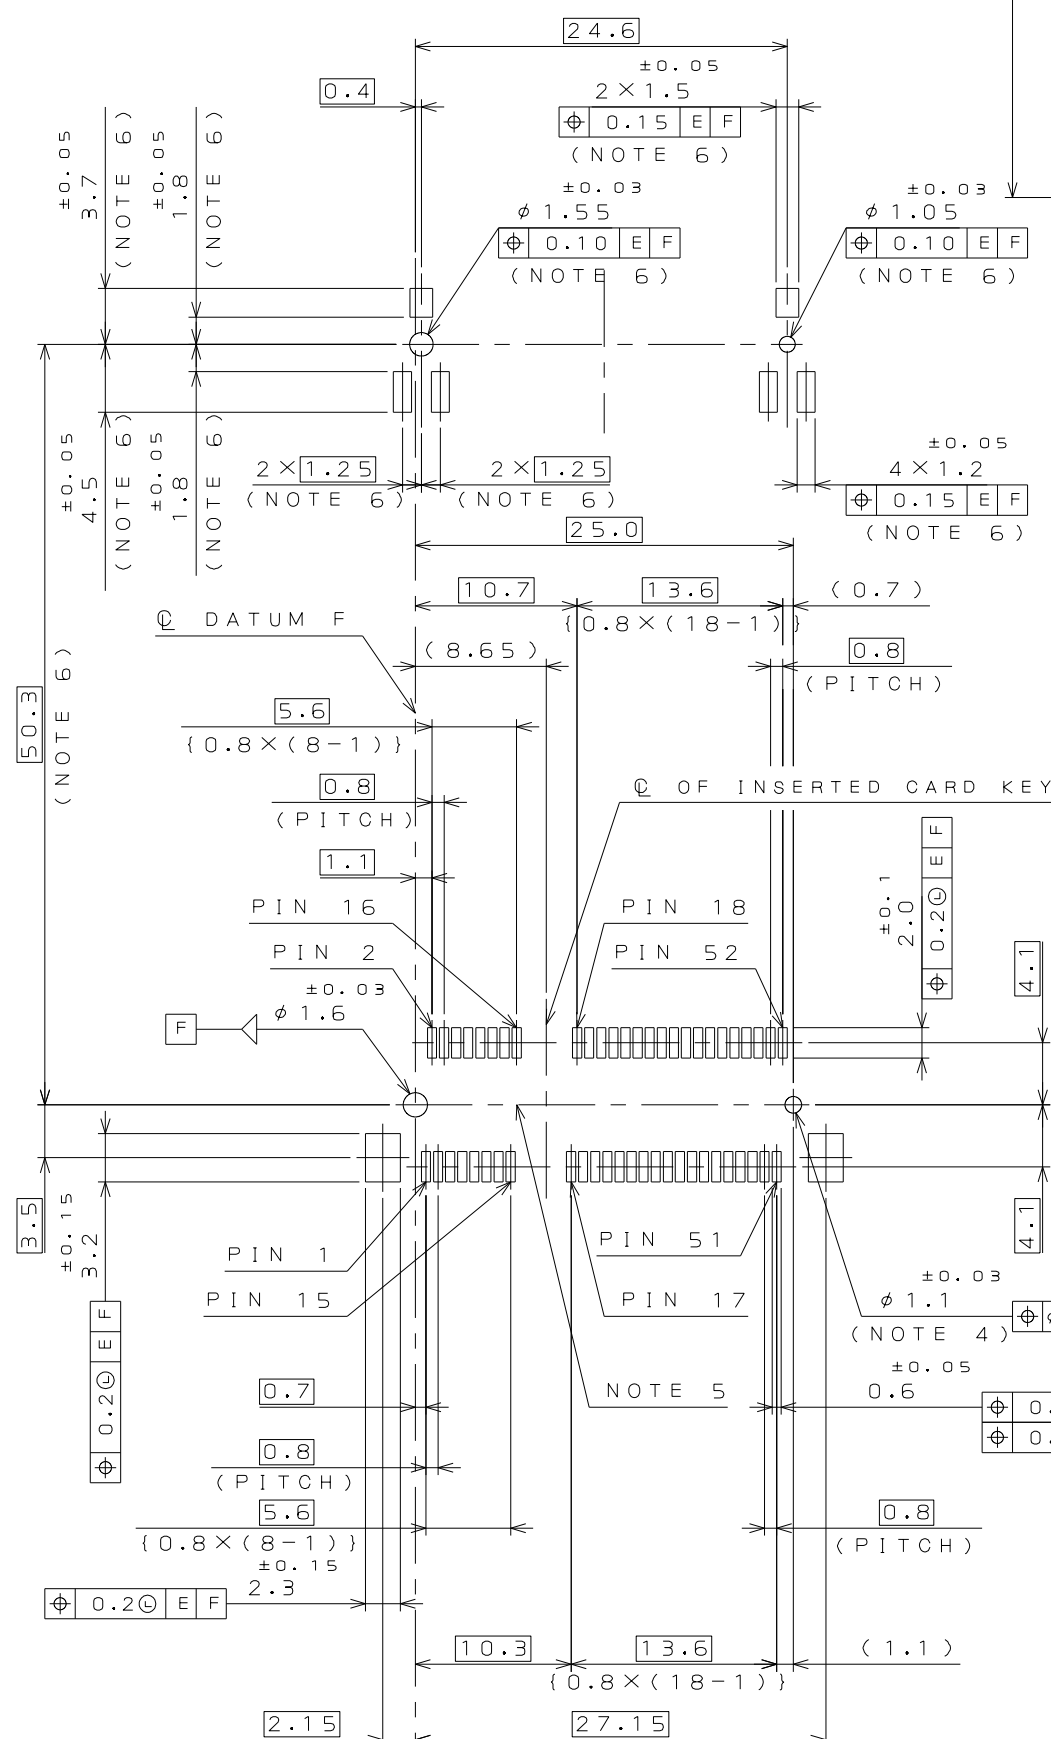 24.6
±0.05
0.4
2×1.5
⌖ 0.15 E F
(NOTE 6)
±0.05
3.7
(NOTE 6)
±0.05
1.8
(NOTE 6)
±0.03
φ1.55
⌖ 0.10 E F
(NOTE 6)
±0.03
φ1.05
⌖ 0.10 E F
(NOTE 6)
±0.05
4.5
(NOTE 6)
±0.05
1.8
(NOTE 6)
2×1.25
(NOTE 6)
2×1.25
(NOTE 6)
±0.05
4×1.2
⌖ 0.15 E F
(NOTE 6)
25.0
10.7
13.6
(0.7)
{0.8×(18-1)}
℄ DATUM F
(8.65)
0.8
(PITCH)
50.3
(NOTE 6)
5.6
{0.8×(8-1)}
0.8
(PITCH)
℄ OF INSERTED CARD KEY
1.1
±0.1
2.0
⌖ 0.2Ⓛ E F
PIN 16
PIN 18
PIN 2
PIN 52
4.1
±0.03
φ1.6
F
3.5
±0.15
3.2
⌖ 0.2Ⓛ E F
4.1
PIN 1
PIN 51
PIN 15
PIN 17
±0.03
φ1.1
(NOTE 4)
⌖
±0.05
0.6
0.7
NOTE 5
⌖ 0.
⌖ 0.
0.8
(PITCH)
5.6
{0.8×(8-1)}
0.8
(PITCH)
±0.15
2.3
⌖ 0.2Ⓛ E F
10.3
13.6
(1.1)
{0.8×(18-1)}
2.15
27.15